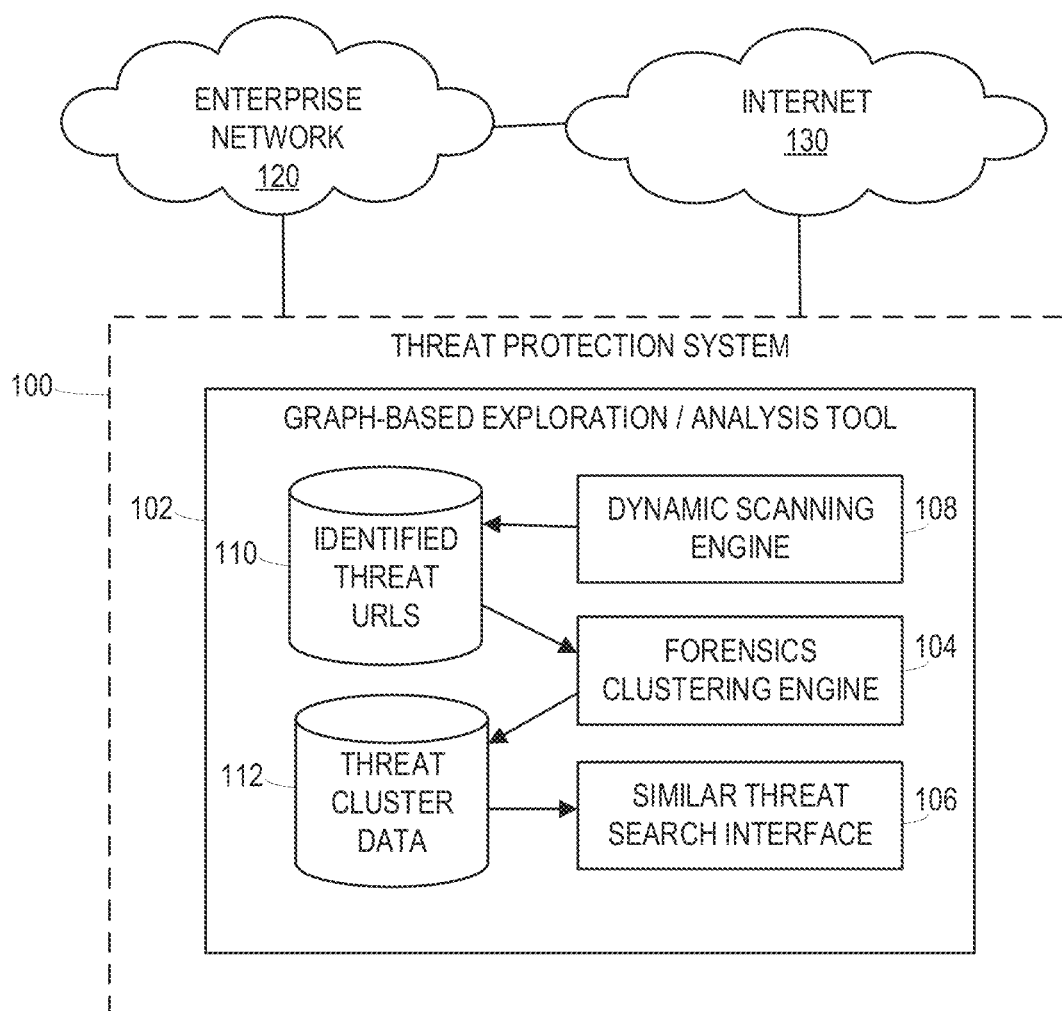 ENTERPRISE
NETWORK
120
INTERNET
130
THREAT PROTECTION SYSTEM
100
GRAPH-BASED EXPLORATION / ANALYSIS TOOL
102
110
IDENTIFIED
THREAT
URLS
DYNAMIC SCANNING
ENGINE
108
FORENSICS
CLUSTERING ENGINE
104
112
THREAT
CLUSTER
DATA
SIMILAR THREAT
SEARCH INTERFACE
106